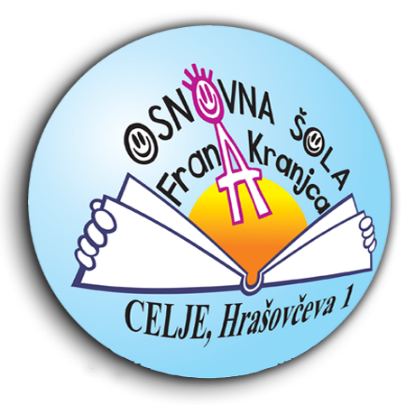 OSNOVNA ŠOLA
Frana Kranjca
CELJE, Hrašovčeva 1